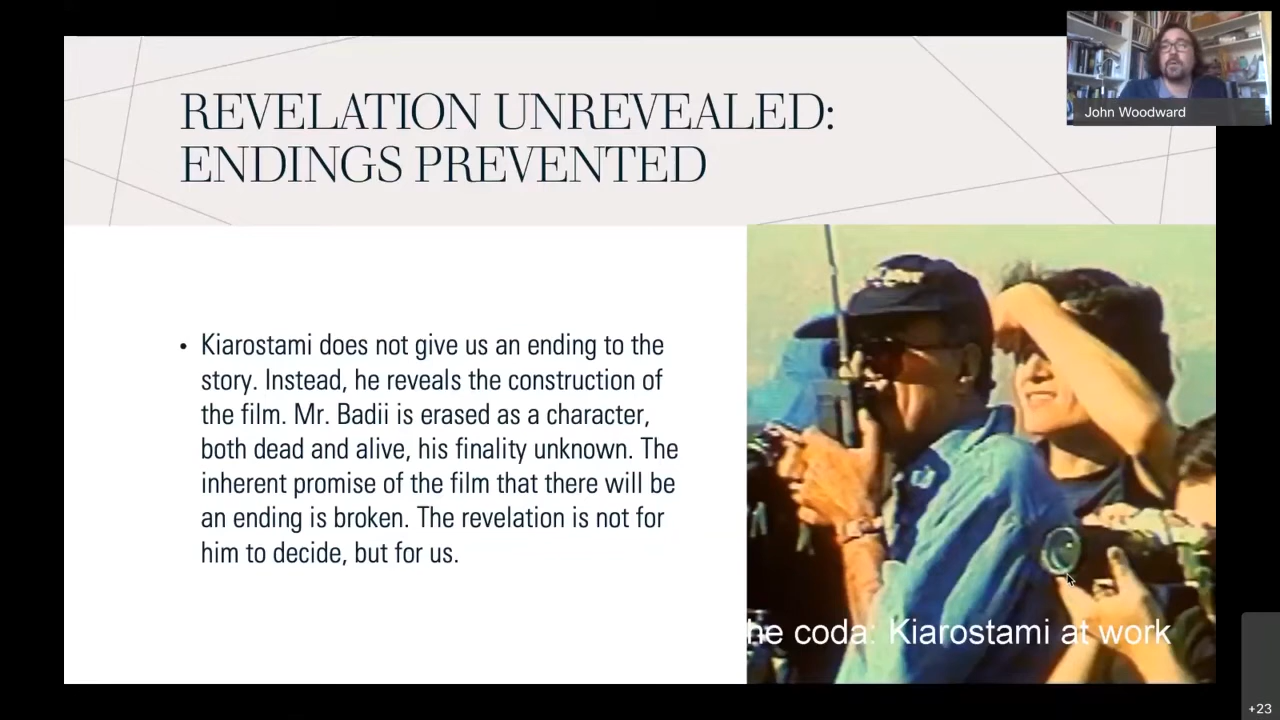 REVELATION UNREVEALED:
ENDINGS PREVENTED
John Woodward
• Kiarostami does not give us an ending to the
story. Instead, he reveals the construction of
the film. Mr. Badii is erased as a character,
both dead and alive, his finality unknown. The
inherent promise of the film that there will be
an ending is broken. The revelation is not for
him to decide, but for us.
he coda: Kiarostami at work
+23